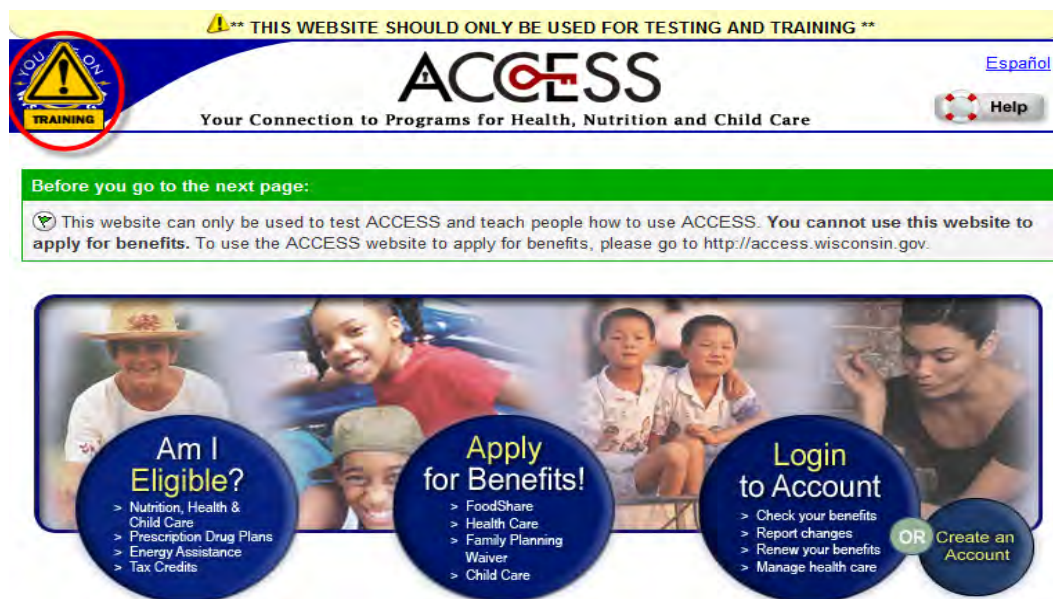 ** THIS WEBSITE SHOULD ONLY BE USED FOR TESTING AND TRAINING **
YOU ARE ON
TRAINING
ACCESS
Your Connection to Programs for Health, Nutrition and Child Care
Español
Help
Before you go to the next page:
This website can only be used to test ACCESS and teach people how to use ACCESS. You cannot use this website to
apply for benefits. To use the ACCESS website to apply for benefits, please go to http://access.wisconsin.gov.
Am I
Eligible?
> Nutrition, Health &
Child Care
> Prescription Drug Plans
> Energy Assistance
> Tax Credits
Apply
for Benefits!
> FoodShare
> Health Care
> Family Planning
Waiver
> Child Care
Login
to Account
> Check your benefits
> Report changes
> Renew your benefits
> Manage health care
OR
Create an
Account